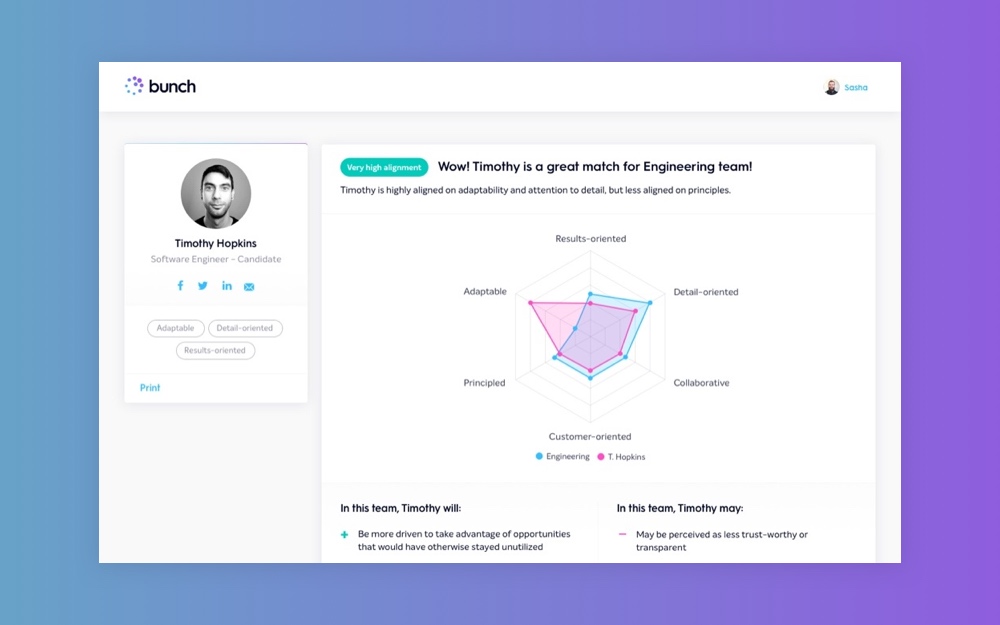 bunch
Sasha
Timothy Hopkins
Software Engineer - Candidate
Adaptable
Detail-oriented
Results-oriented
Print
Very high alignment
Wow! Timothy is a great match for Engineering team!
Timothy is highly aligned on adaptability and attention to detail, but less aligned on principles.
Results-oriented
Adaptable
Detail-oriented
Principled
Collaborative
Customer-oriented
Engineering
T. Hopkins
In this team, Timothy will:
Be more driven to take advantage of opportunities
that would have otherwise stayed unutilized
In this team, Timothy may:
May be perceived as less trust-worthy or
transparent